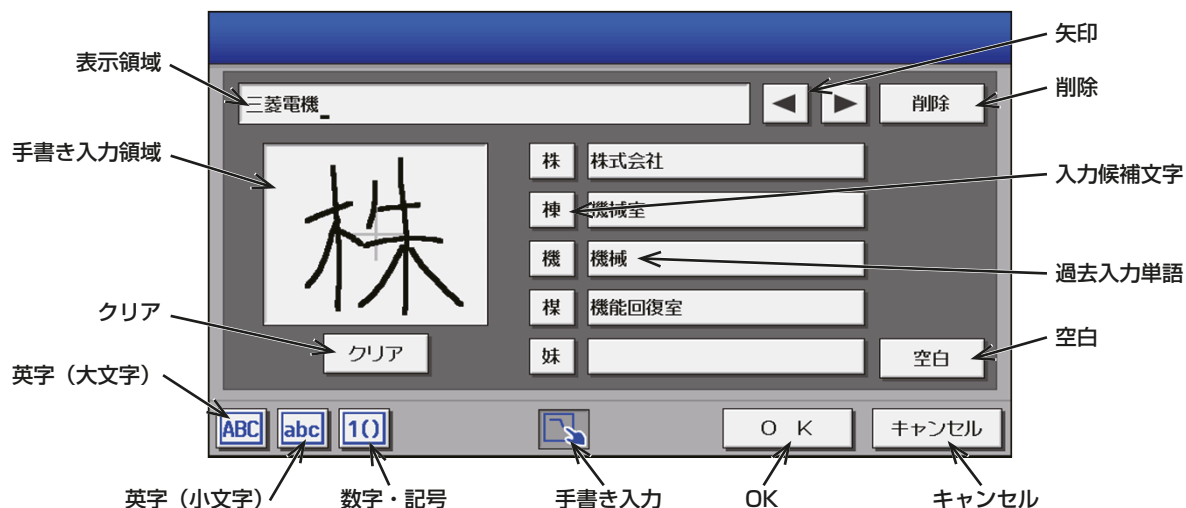 矢印
表示領域
削除
三菱電機_
◀ ▶ 削除
手書き入力領域
株
株 株式会社
入力候補文字
棟 機械室
機 機械
過去入力単語
楳 機能回復室
クリア
クリア
空白
妹
空白
英字(大文字)
ABC abc 1() O K キャンセル
英字(小文字) 数字・記号 手書き入力 OK キャンセル